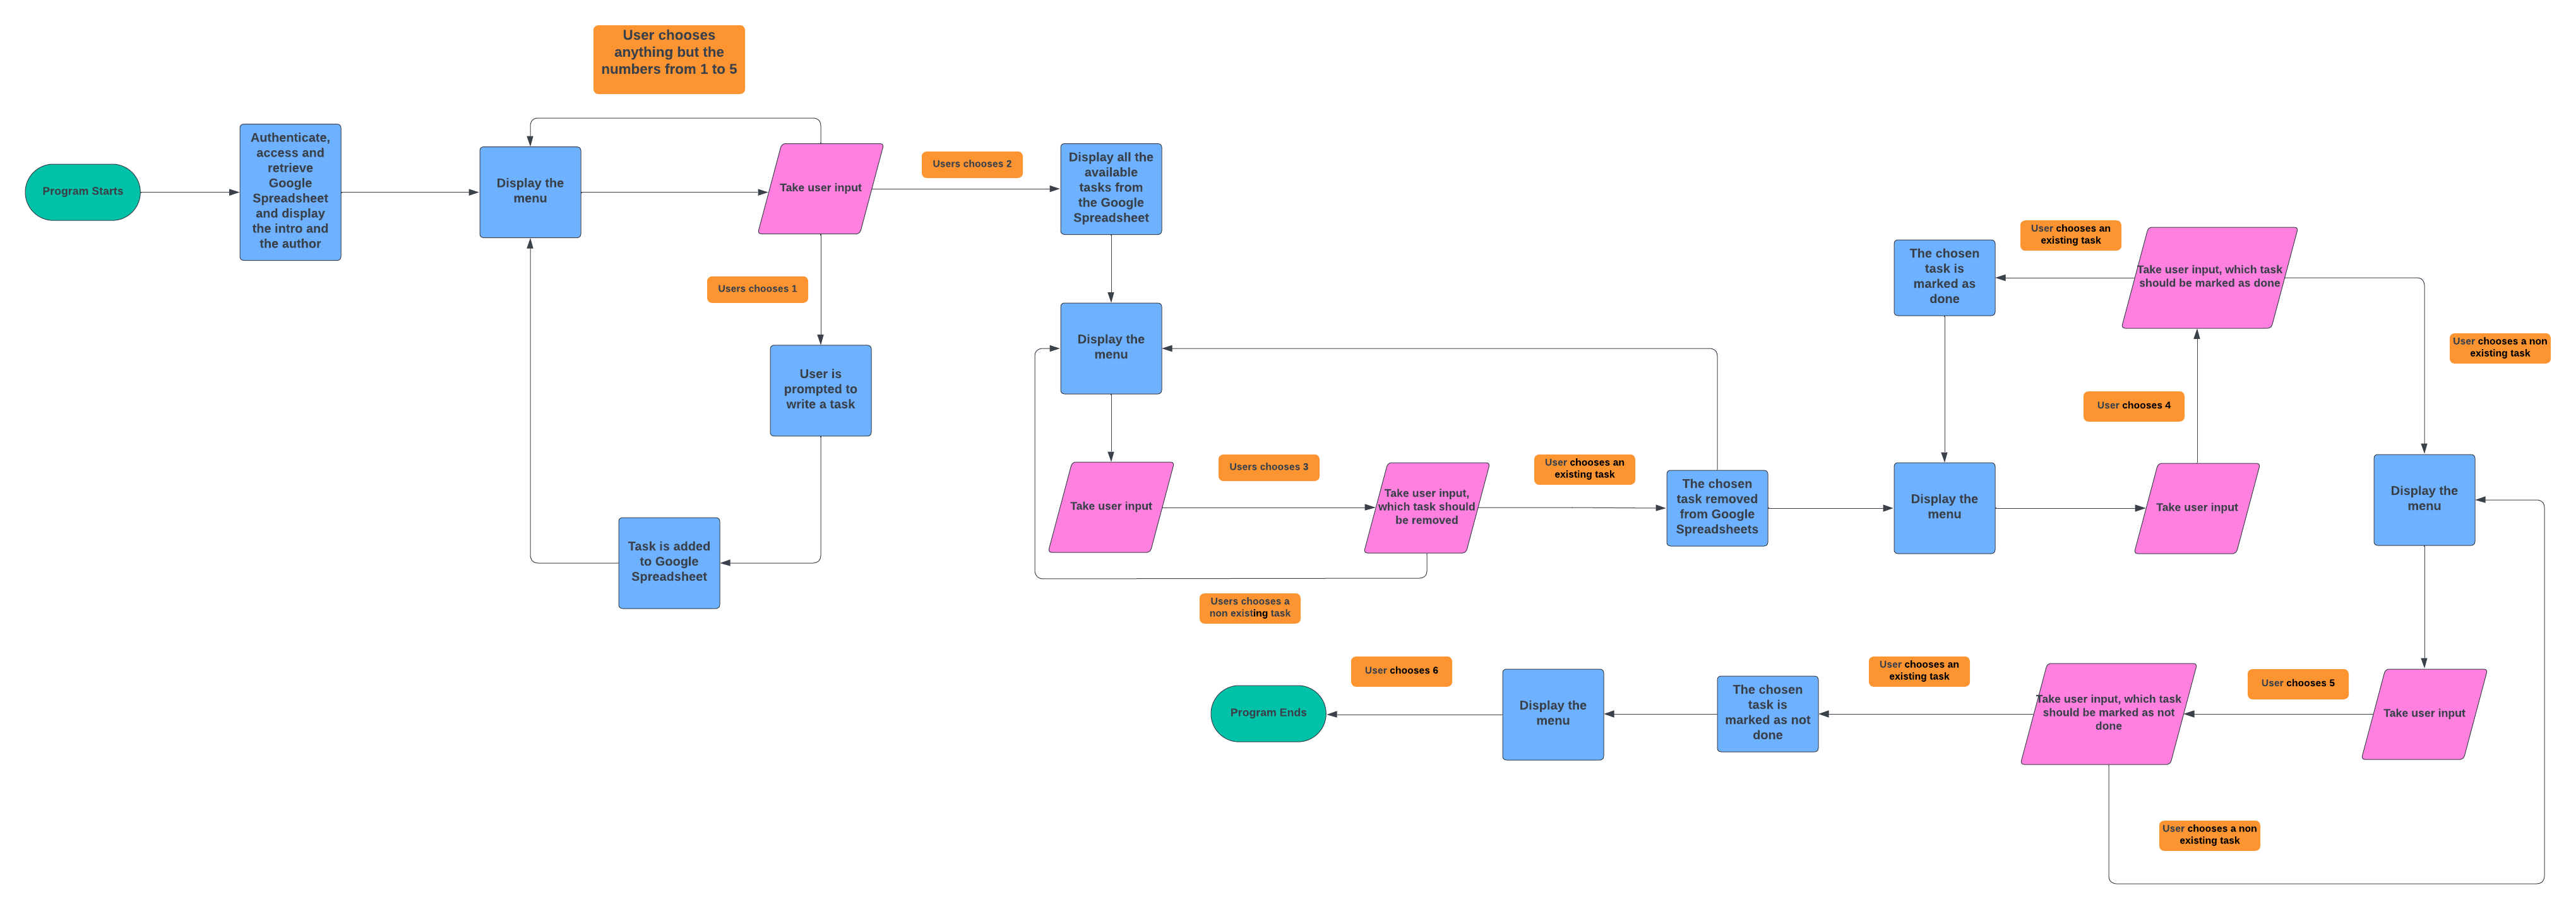 User chooses
anything but the
numbers from 1 to 5
Program Starts
Authenticate,
access and
retrieve
Google
Spreadsheet
and display
the intro and
the author
Display the
menu
Take user input
Users chooses 2
Display all the
available
tasks from
the Google
Spreadsheet
Users chooses 1
User is
prompted to
write a task
Task is added
to Google
Spreadsheet
Display the
menu
Take user input
Users chooses 3
Take user input,
which task should
be removed
User chooses an
existing task
The chosen
task removed
from Google
Spreadsheets
Users chooses a
non existing task
Display the
menu
Take user input
User chooses 4
Take user input, which task
should be marked as done
User chooses an
existing task
The chosen
task is
marked as
done
User chooses a non
existing task
Display the
menu
Take user input
User chooses 5
Take user input, which task
should be marked as not
done
User chooses an
existing task
The chosen
task is
marked as not
done
Display the
menu
User chooses 6
Program Ends
User chooses a non
existing task